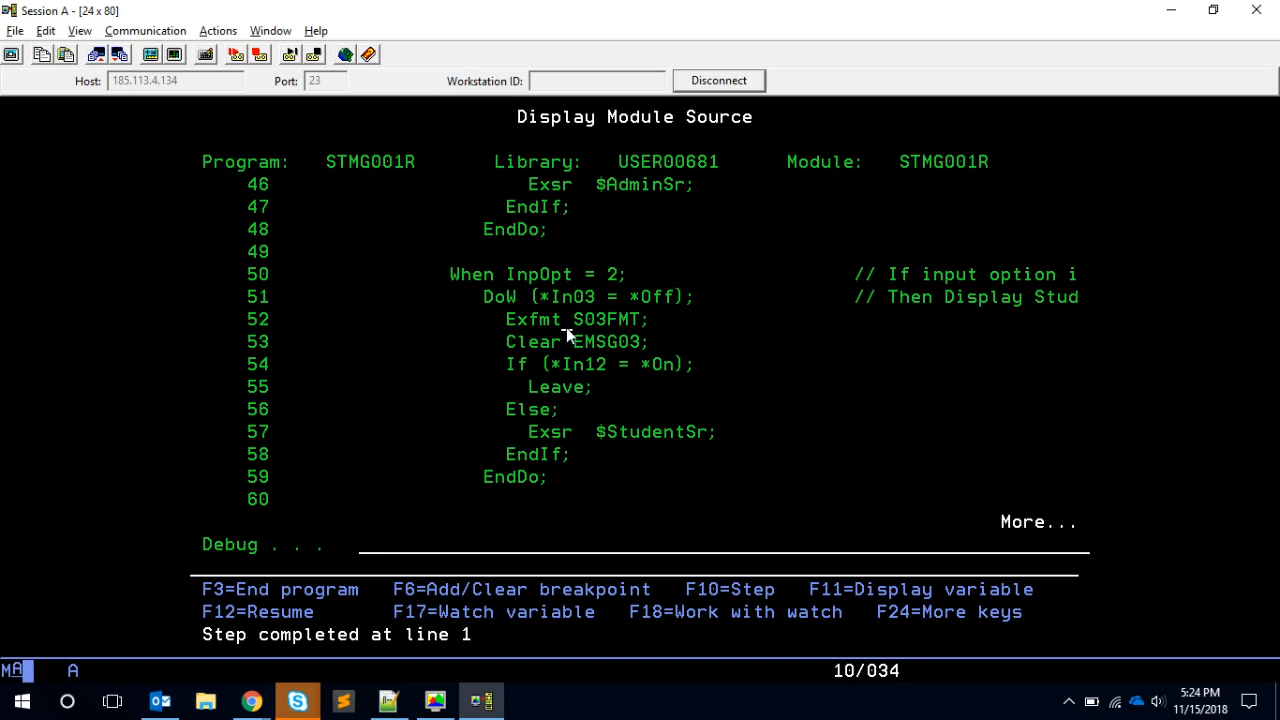 Session A - [24 x 80]
File Edit View Communication Actions Window Help
Host: 185.113.4.134 Port: 23 Workstation ID: Disconnect
Display Module Source
Program: STMG001R Library: USER00681 Module: STMG001R
46 Exsr $AdminSr;
47 EndIf;
48 EndDo;
49
50 When InpOpt = 2; // If input option i
51 DoW (*In03 = *Off); // Then Display Stud
52 Exfmt S03FMT;
53 Clear EMSG03;
54 If (*In12 = *On);
55 Leave;
56 Else;
57 Exsr $StudentSr;
58 EndIf;
59 EndDo;
60
More...
Debug . . .
F3=End program F6=Add/Clear breakpoint F10=Step F11=Display variable
F12=Resume F17=Watch variable F18=Work with watch F24=More keys
Step completed at line 1
MA A 10/034
5:24 PM
11/15/2018